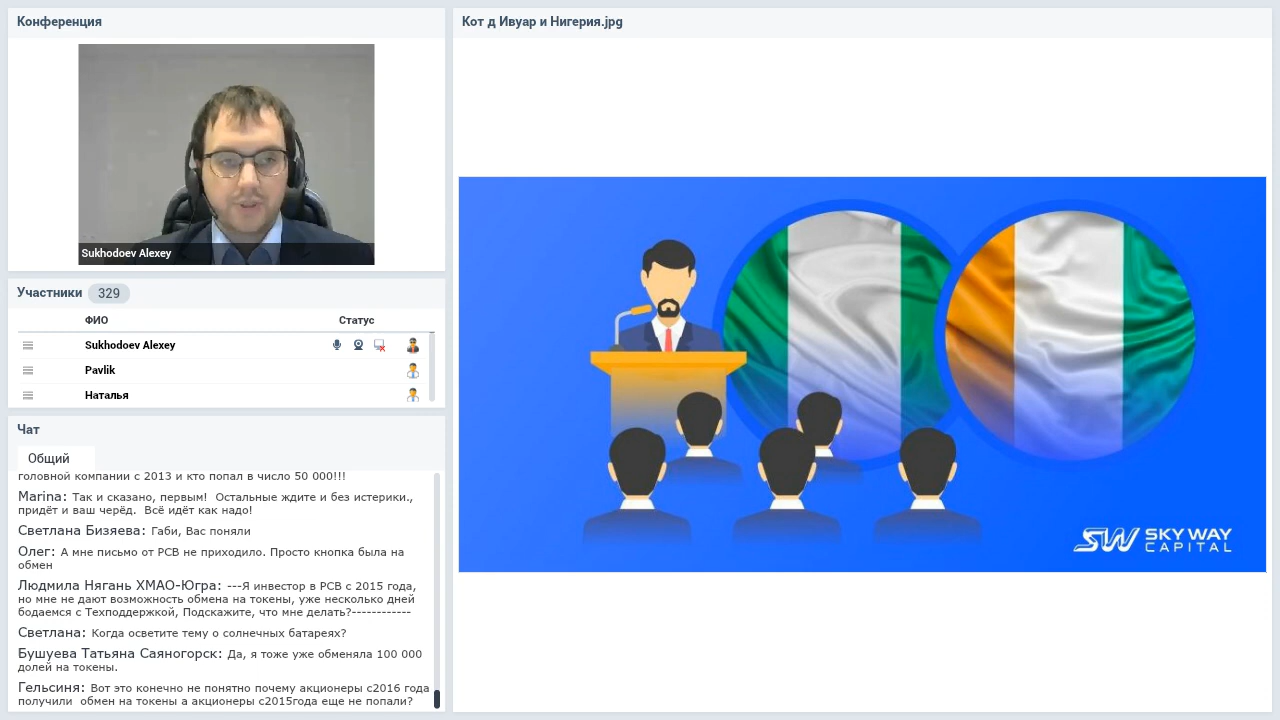 Конференция
Sukhodoev Alexey
Участники 329
ФИО Статус
Sukhodoev Alexey
Pavlik
Наталья
Чат
Общий
головной компании с 2013 и кто попал в число 50 000!!!
Marina: Так и сказано, первым! Остальные ждите и без истерики.,
придёт и ваш черёд. Всё идёт как надо!
Светлана Бизяева: Габи, Вас поняли
Олег: А мне письмо от РСВ не приходило. Просто кнопка была на
обмен
Людмила Нягань ХМАО-Югра: ---Я инвестор в РСВ с 2015 года,
но мне не дают возможность обмена на токены, уже несколько дней
бодаемся с Техподдержкой, Подскажите, что мне делать?------------
Светлана: Когда осветите тему о солнечных батареях?
Бушуева Татьяна Саяногорск: Да, я тоже уже обменяла 100 000
долей на токены.
Гельсиня: Вот это конечно не понятно почему акционеры с2016 года
получили обмен на токены а акционеры с2015года еще не попали?
Кот д Ивуар и Нигерия.jpg
SW SKY WAY
CAPITAL